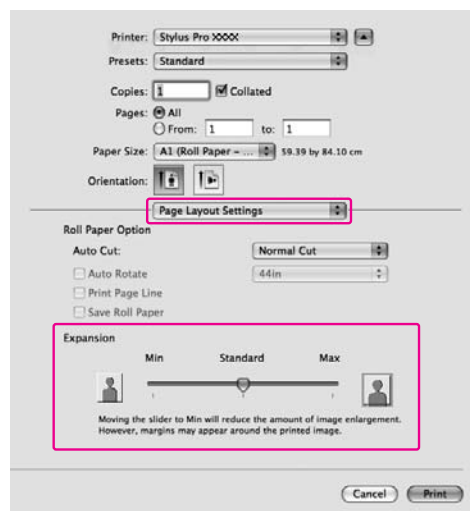 Printer: Stylus Pro XXXX
Presets: Standard
Copies: 1 Collated
Pages: All
From: 1 to: 1
Paper Size: A1 (Roll Paper – ... 59.39 by 84.10 cm
Orientation:
Page Layout Settings
Roll Paper Option
Auto Cut: Normal Cut
Auto Rotate 44in
Print Page Line
Save Roll Paper
Expansion
Min Standard Max
Moving the slider to Min will reduce the amount of image enlargement.
However, margins may appear around the printed image.
Cancel Print